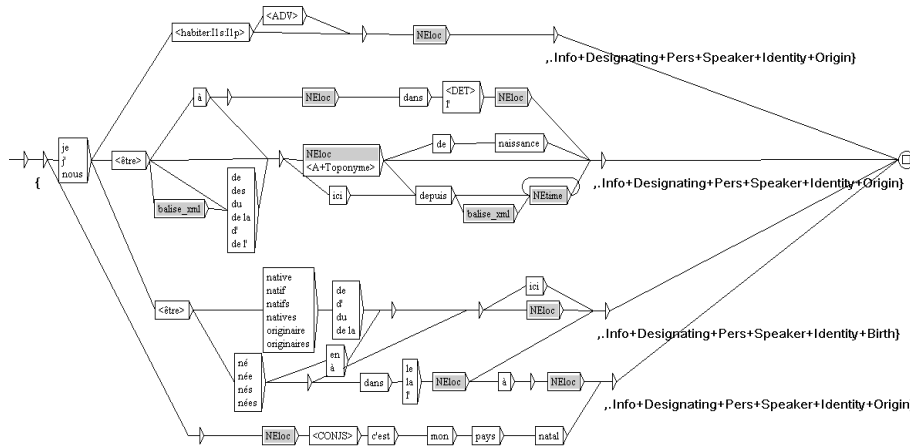 <ADV>
<habiter:I1s:I1p>
NEloc
,.Info+Designating+Pers+Speaker+Identity+Origin}
à
NEloc
dans
<DET>
l'
NEloc
je
j'
nous
{
<être>
NEloc
<A+Toponyme>
de
naissance
,.Info+Designating+Pers+Speaker+Identity+Origin}
balise_xml
de
des
du
de la
d'
de l'
ici
depuis
balise_xml
NEtime
<être>
native
natif
natifs
natives
originaire
originaires
de
d'
du
de la
ici
NEloc
,.Info+Designating+Pers+Speaker+Identity+Birth}
né
née
nés
nées
en
à
dans
le
la
l'
NEloc
à
NEloc
,.Info+Designating+Pers+Speaker+Identity+Origin
NEloc
<CONJS>
c'est
mon
pays
natal